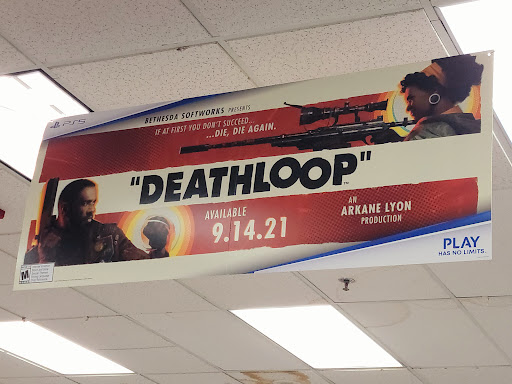 PS5
BETHESDA SOFTWORKS PRESENTS
IF AT FIRST YOU DON'T SUCCEED...
...DIE, DIE AGAIN.
"DEATHLOOP"
AVAILABLE
9.14.21
AN
ARKANE LYON
PRODUCTION
M
PLAY
HAS NO LIMITS.